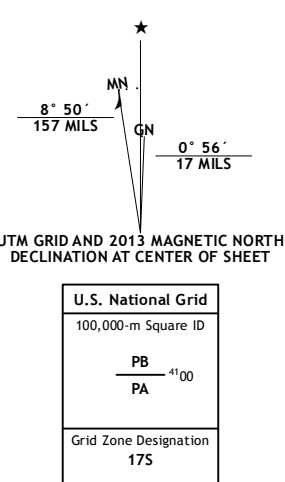 ★
MN
GN
8° 50´
157 MILS
0° 56´
17 MILS
UTM GRID AND 2013 MAGNETIC NORTH
DECLINATION AT CENTER OF SHEET
U.S. National Grid
100,000-m Square ID
PB
4100
PA
Grid Zone Designation
17S